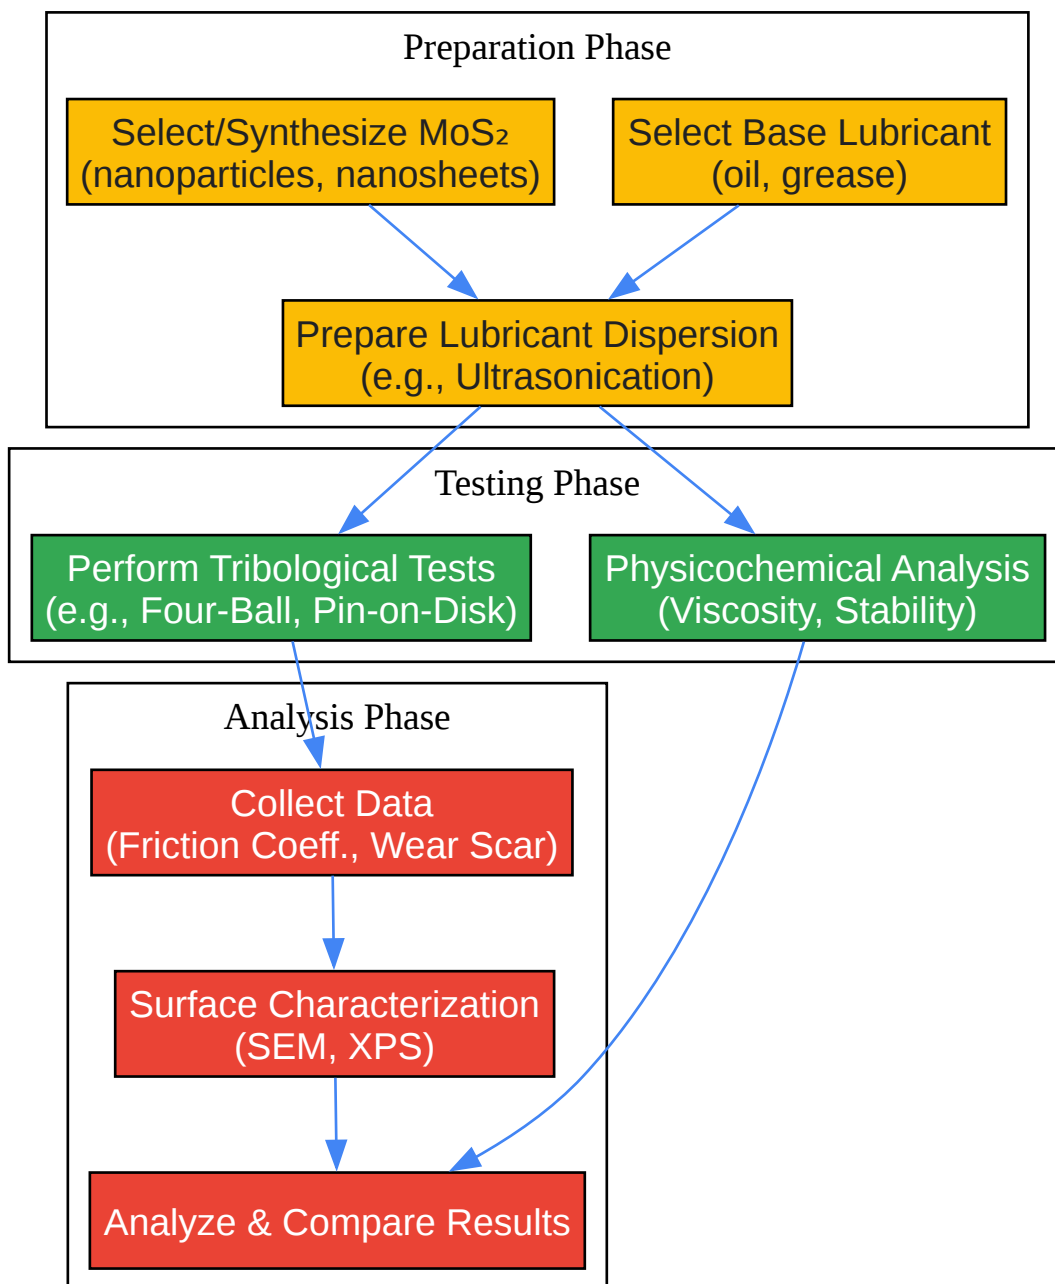 Preparation Phase
Select/Synthesize MoS₂
(nanoparticles, nanosheets)
Select Base Lubricant
(oil, grease)
Prepare Lubricant Dispersion
(e.g., Ultrasonication)
Testing Phase
Perform Tribological Tests
(e.g., Four-Ball, Pin-on-Disk)
Physicochemical Analysis
(Viscosity, Stability)
Analysis Phase
Collect Data
(Friction Coeff., Wear Scar)
Surface Characterization
(SEM, XPS)
Analyze & Compare Results